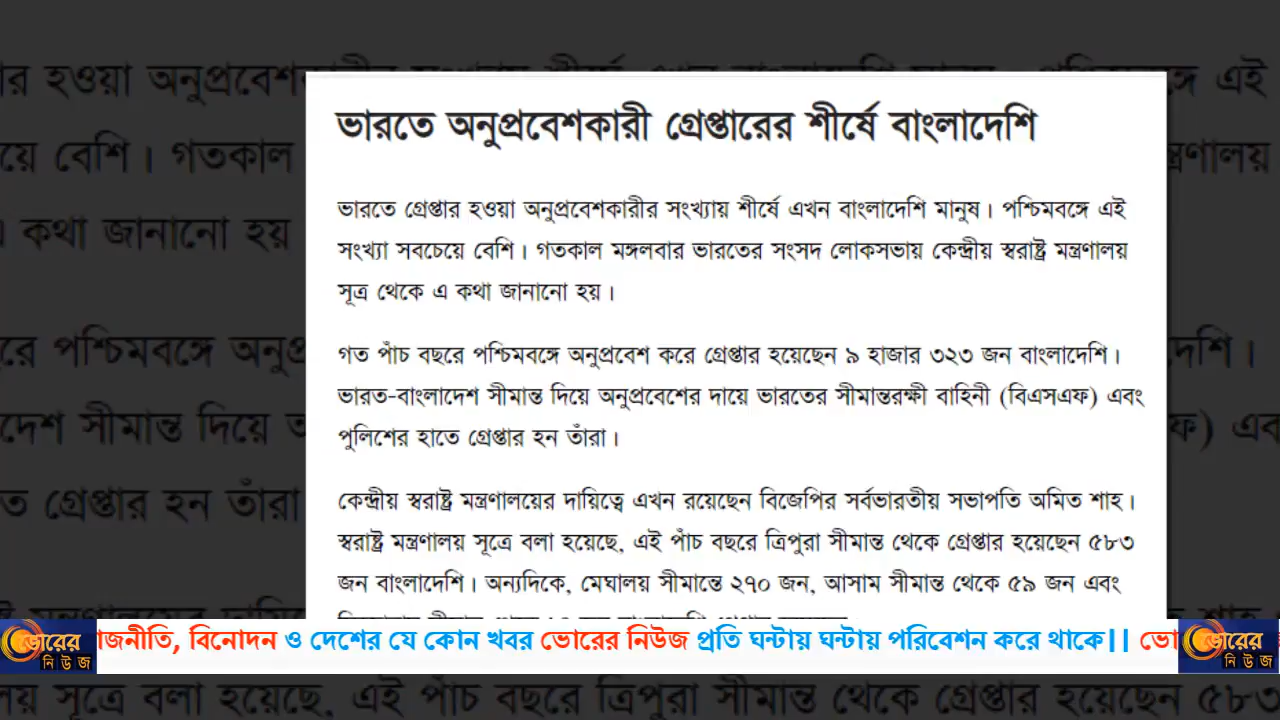 ভারতে অনুপ্রবেশকারী গ্রেপ্তারের শীর্ষে বাংলাদেশি
ভারতে গ্রেপ্তার হওয়া অনুপ্রবেশকারীর সংখ্যায় শীর্ষে এখন বাংলাদেশি মানুষ। পশ্চিমবঙ্গে এই
সংখ্যা সবচেয়ে বেশি। গতকাল মঙ্গলবার ভারতের সংসদ লোকসভায় কেন্দ্রীয় স্বরাষ্ট্র মন্ত্রণালয়
সূত্র থেকে এ কথা জানানো হয়।
গত পাঁচ বছরে পশ্চিমবঙ্গে অনুপ্রবেশ করে গ্রেপ্তার হয়েছেন ৯ হাজার ৩২৩ জন বাংলাদেশি।
ভারত-বাংলাদেশ সীমান্ত দিয়ে অনুপ্রবেশের দায়ে ভারতের সীমান্তরক্ষী বাহিনী (বিএসএফ) এবং
পুলিশের হাতে গ্রেপ্তার হন তাঁরা।
কেন্দ্রীয় স্বরাষ্ট্র মন্ত্রণালয়ের দায়িত্বে এখন রয়েছেন বিজেপির সর্বভারতীয় সভাপতি অমিত শাহ।
স্বরাষ্ট্র মন্ত্রণালয় সূত্রে বলা হয়েছে, এই পাঁচ বছরে ত্রিপুরা সীমান্ত থেকে গ্রেপ্তার হয়েছেন ৫৮৩
জন বাংলাদেশি। অন্যদিকে, মেঘালয় সীমান্তে ২৭০ জন, আসাম সীমান্ত থেকে ৫৯ জন এবং
ভোরের নিউজ রাজনীতি, বিনোদন ও দেশের যে কোন খবর ভোরের নিউজ প্রতি ঘন্টায় ঘন্টায় পরিবেশন করে থাকে|| ভো ভোরের নিউজ